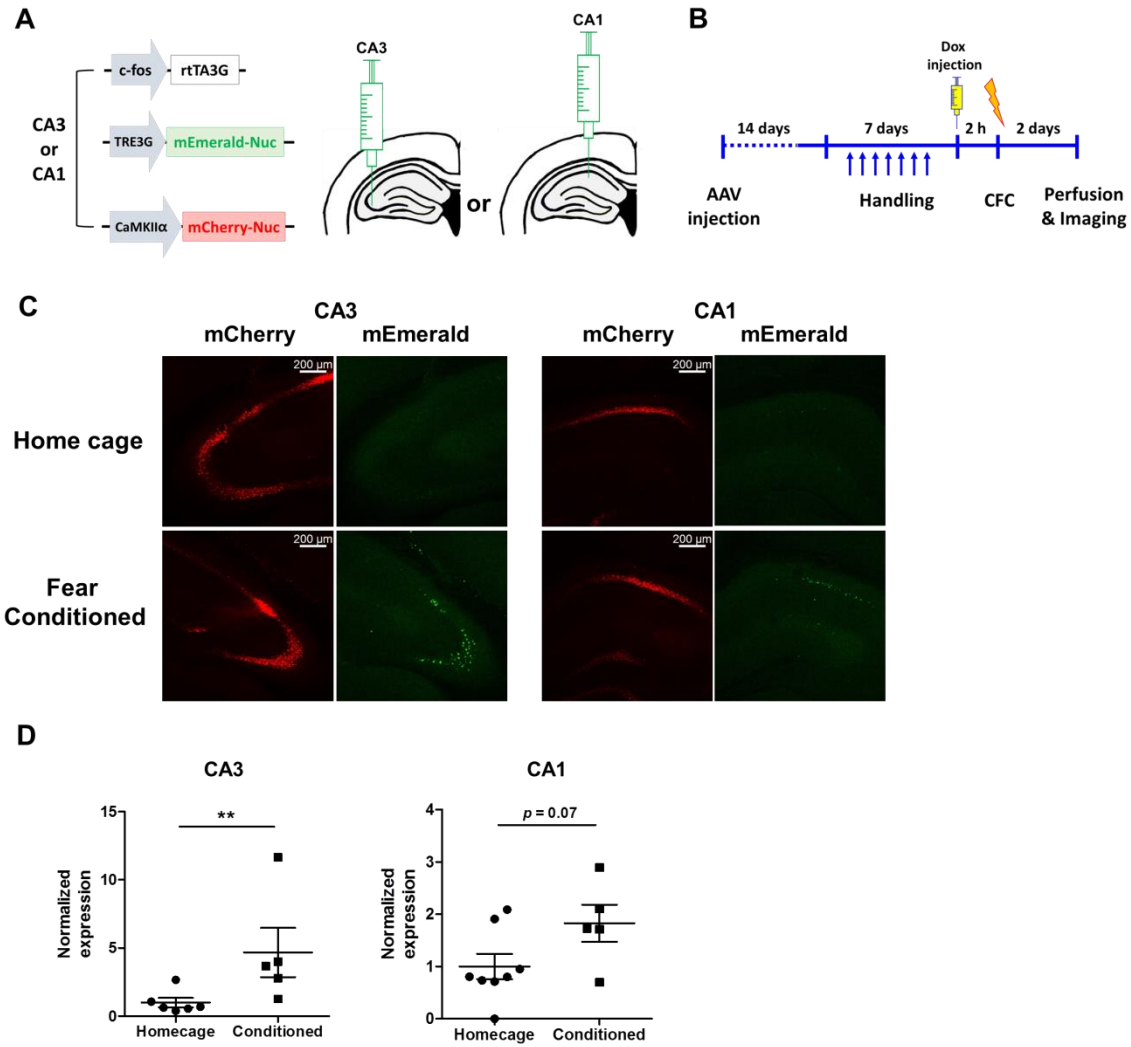 A
c-fos
rtTA3G
CA3
or
CA1
TRE3G
mEmerald-Nuc
CaMKIIα
mCherry-Nuc
CA3
or
CA1
B
Dox
injection
14 days
7 days
2 h
2 days
AAV
injection
Handling
CFC
Perfusion
& Imaging
C
CA3
CA1
mCherry
mEmerald
mCherry
mEmerald
Home cage
200 µm
200 µm
Fear
Conditioned
200 µm
200 µm
D
CA3
Normalized
expression
15
10
5
0
**
Homecage
Conditioned
CA1
Normalized
expression
4
3
2
1
0
p = 0.07
Homecage
Conditioned